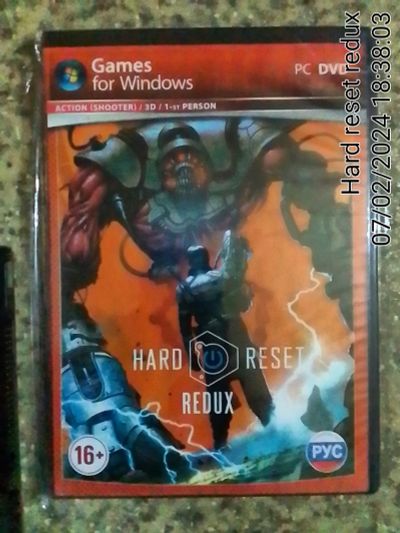 Games
for Windows
PC DVD
ACTION (SHOOTER) / 3D / 1-ST PERSON
HARD RESET
REDUX
16+
РУС
Hard reset redux
07/02/2024 18:38:03